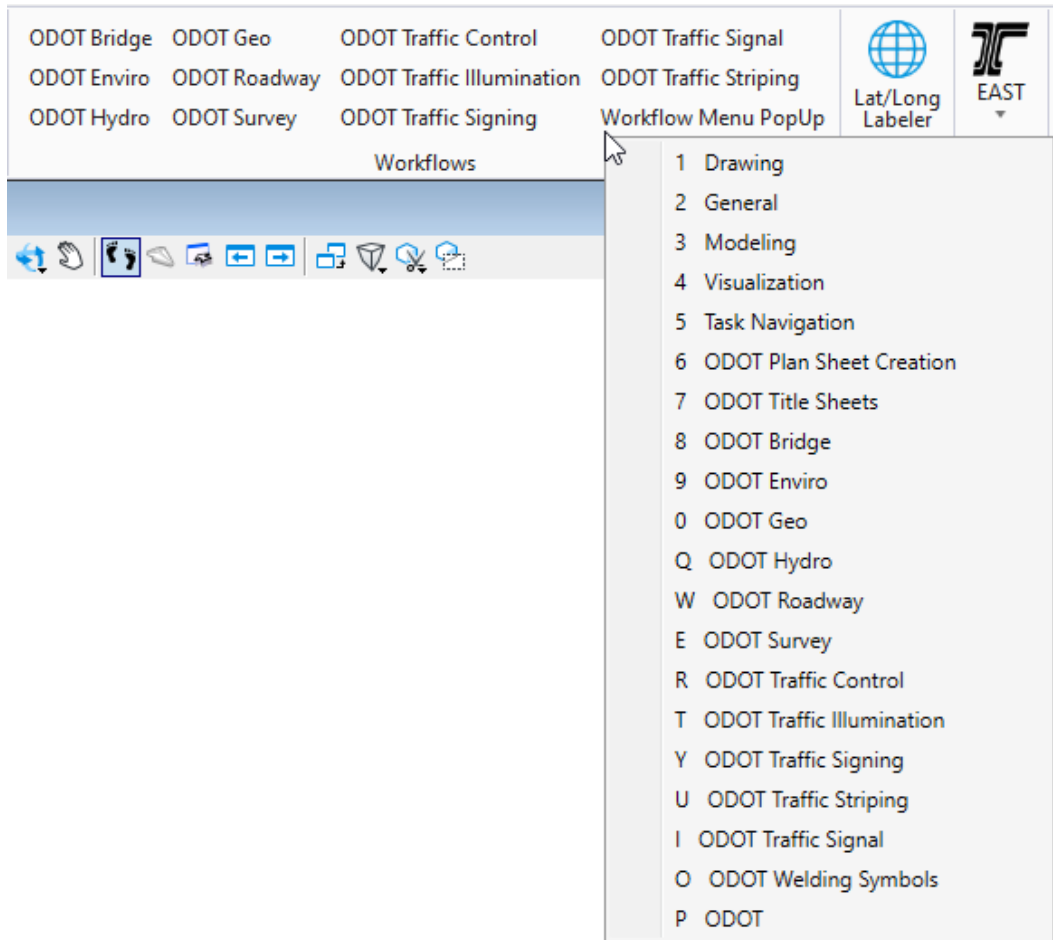 ODOT Bridge ODOT Geo ODOT Traffic Control ODOT Traffic Signal
ODOT Enviro ODOT Roadway ODOT Traffic Illumination ODOT Traffic Striping
ODOT Hydro ODOT Survey ODOT Traffic Signing Workflow Menu PopUp
Workflows
Lat/Long
Labeler
EAST
1 Drawing
2 General
3 Modeling
4 Visualization
5 Task Navigation
6 ODOT Plan Sheet Creation
7 ODOT Title Sheets
8 ODOT Bridge
9 ODOT Enviro
0 ODOT Geo
Q ODOT Hydro
W ODOT Roadway
E ODOT Survey
R ODOT Traffic Control
T ODOT Traffic Illumination
Y ODOT Traffic Signing
U ODOT Traffic Striping
I ODOT Traffic Signal
O ODOT Welding Symbols
P ODOT